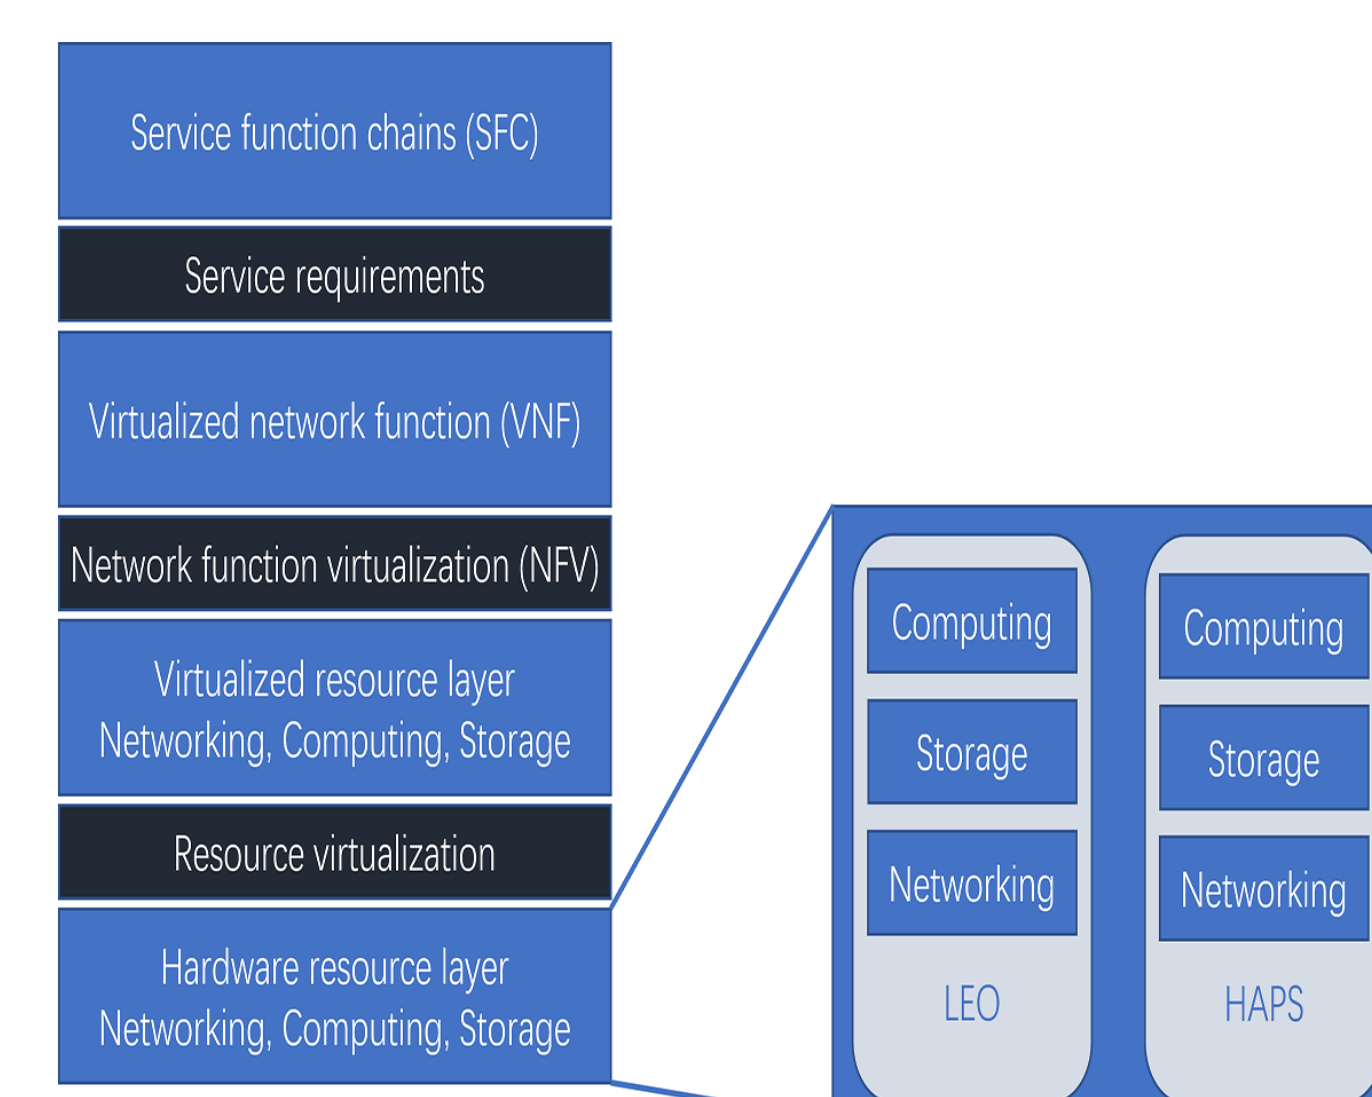 Service function chains (SFC)
Service requirements
Virtualized network function (VNF)
Network function virtualization (NFV)
Virtualized resource layer
Networking, Computing, Storage
Resource virtualization
Hardware resource layer
Networking, Computing, Storage
Computing
Storage
Networking
LEO
Computing
Storage
Networking
HAPS